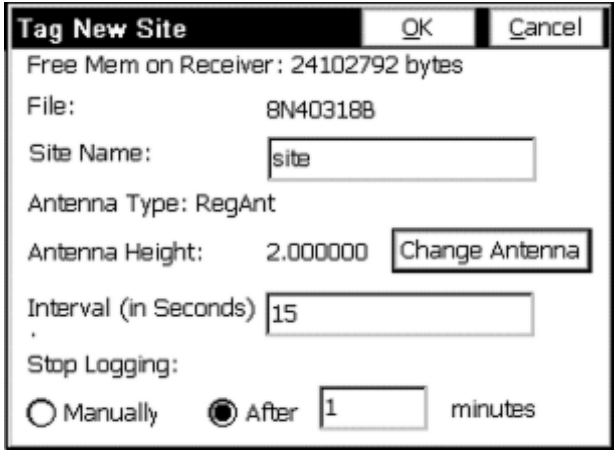 Tag New Site OK Cancel
Free Mem on Receiver: 24102792 bytes
File: 8N40318B
Site Name: site
Antenna Type: RegAnt
Antenna Height: 2.000000 Change Antenna
Interval (in Seconds) 15
Stop Logging:
Manually After 1 minutes